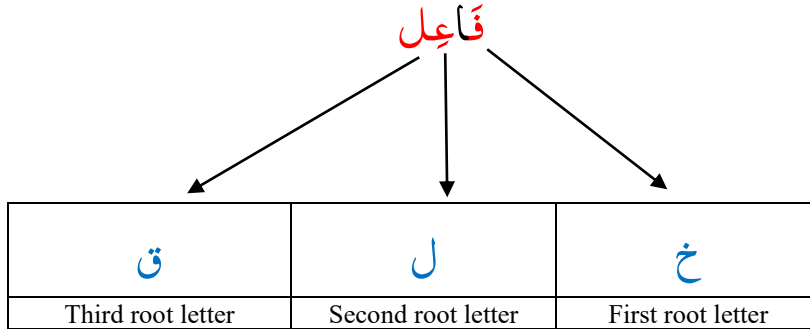 فَاعِل
خ ل ق
Third root letter Second root letter First root letter